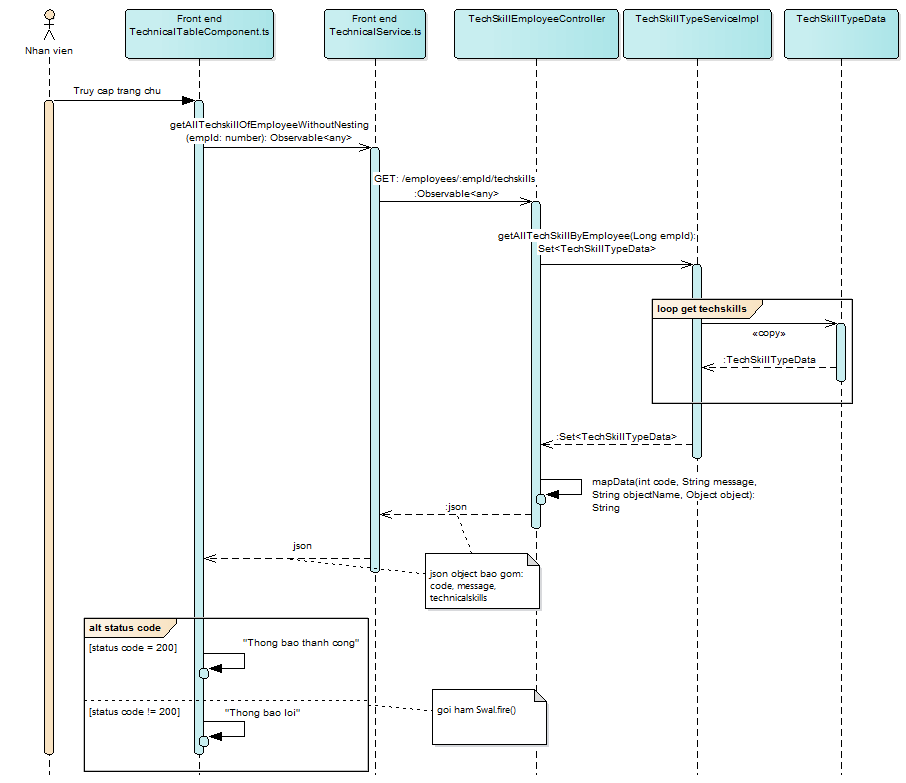 Nhan vien
Front end
TechnicalTableComponent.ts
Front end
TechnicalService.ts
TechSkillEmployeeController
TechSkillTypeServiceImpl
TechSkillTypeData
Truy cap trang chu
getAllTechskillOfEmployeeWithoutNesting
(empId: number): Observable<any>
GET: /employees/:empId/techskills
:Observable<any>
getAllTechSkillByEmployee(Long empId):
Set<TechSkillTypeData>
loop get techskills
«copy»
:TechSkillTypeData
:Set<TechSkillTypeData>
mapData(int code, String message,
String objectName, Object object):
String
:json
json
json object bao gom:
code, message,
technicalskills
alt status code
[status code = 200]
"Thong bao thanh cong"
[status code != 200]
"Thong bao loi"
goi ham Swal.fire()